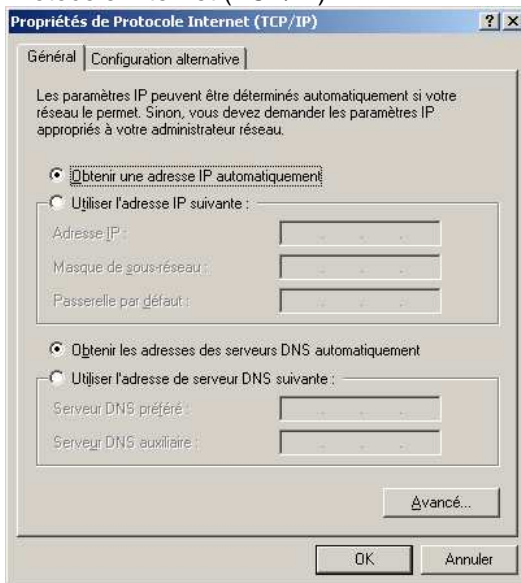 Propriétés de Protocole Internet (TCP/IP)
Général
Configuration alternative
Les paramètres IP peuvent être déterminés automatiquement si votre
réseau le permet. Sinon, vous devez demander les paramètres IP
appropriés à votre administrateur réseau.
Obtenir une adresse IP automatiquement
Utiliser l'adresse IP suivante :
Adresse IP :
Masque de sous-réseau :
Passerelle par défaut :
Obtenir les adresses des serveurs DNS automatiquement
Utiliser l'adresse de serveur DNS suivante :
Serveur DNS préféré :
Serveur DNS auxiliaire :
Avancé...
OK
Annuler